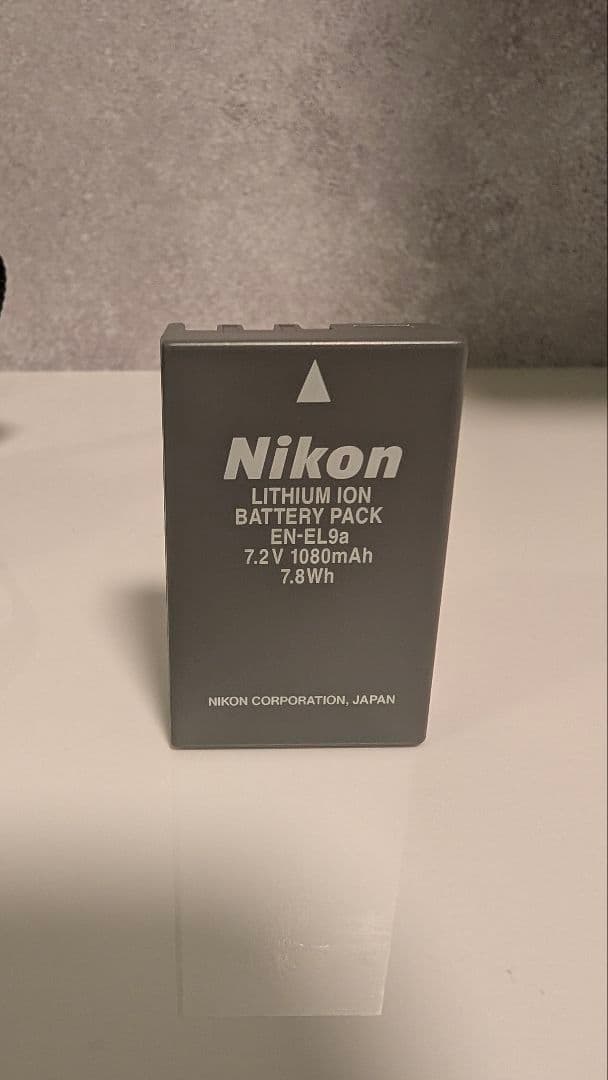 Nikon
LITHIUM ION
BATTERY PACK
EN-EL9a
7.2V 1080mAh
7.8Wh
NIKON CORPORATION, JAPAN